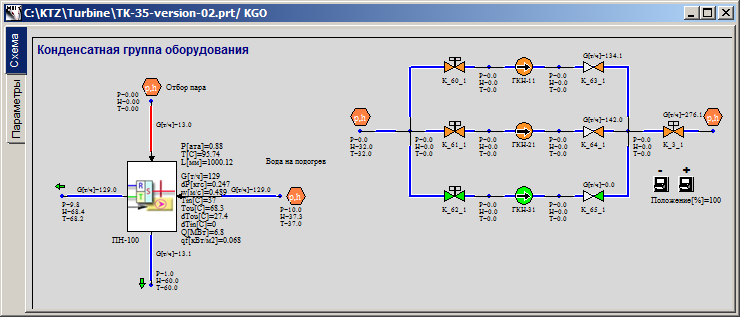 C:\KTZ\Turbine\TK-35-version-02.prt/ KGO
Схема
Параметры
Конденсатная группа оборудования
p,h
Отбор пара
P=0.00
H=0.00
T=0.00
G[т/ч]=13.0
P[ата]=0.88
T[C]=95.74
L[мм]=1000.12
G[т/ч]=129
dP[кгс]=0.247
w[м/с]=0.489
Tin[C]=37
Tou[C]=68.3
dTou[C]=27.4
dTin[C]=0
Q[МВт]=6.8
qf[кВт/м2]=0.068
Вода на подогрев
G[т/ч]=129.0
p,h
P=10.0
H=37.3
T=37.0
G[т/ч]=129.0
P=9.8
H=68.4
T=68.2
R
T
S
ПН-100
G[т/ч]=13.1
P=1.0
H=60.0
T=60.0
p,h
P=0.0
H=32.0
T=32.0
K_60_1
P=0.0
H=0.0
T=0.0
ГКН-11
P=0.0
H=0.0
T=0.0
G[т/ч]=134.1
K_63_1
K_61_1
P=0.0
H=0.0
T=0.0
ГКН-21
P=0.0
H=0.0
T=0.0
G[т/ч]=142.0
K_64_1
K_62_1
P=0.0
H=0.0
T=0.0
ГКН-31
P=0.0
H=0.0
T=0.0
G[т/ч]=0.0
K_65_1
G[т/ч]=276.1
K_3_1
p,h
P=0.0
H=0.0
T=0.0
- +
Положение[%]=100